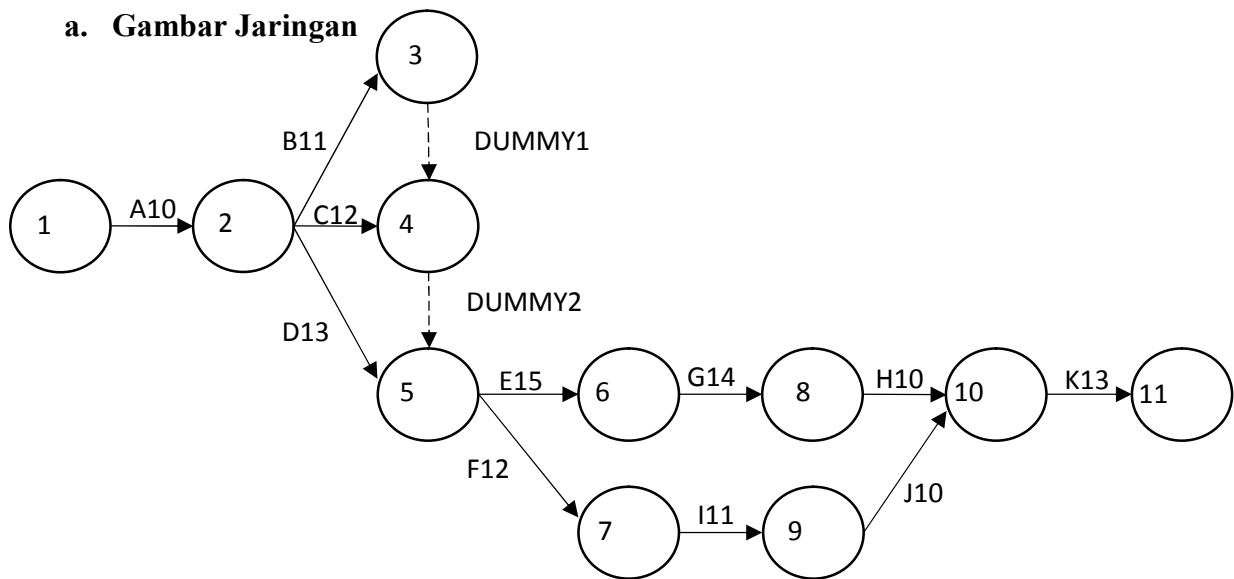 a. Gambar Jaringan
3
B11
DUMMY1
A10
C12
1
2
4
DUMMY2
D13
E15
G14
H10
K13
5
6
8
10
11
F12
I11
J10
7
9